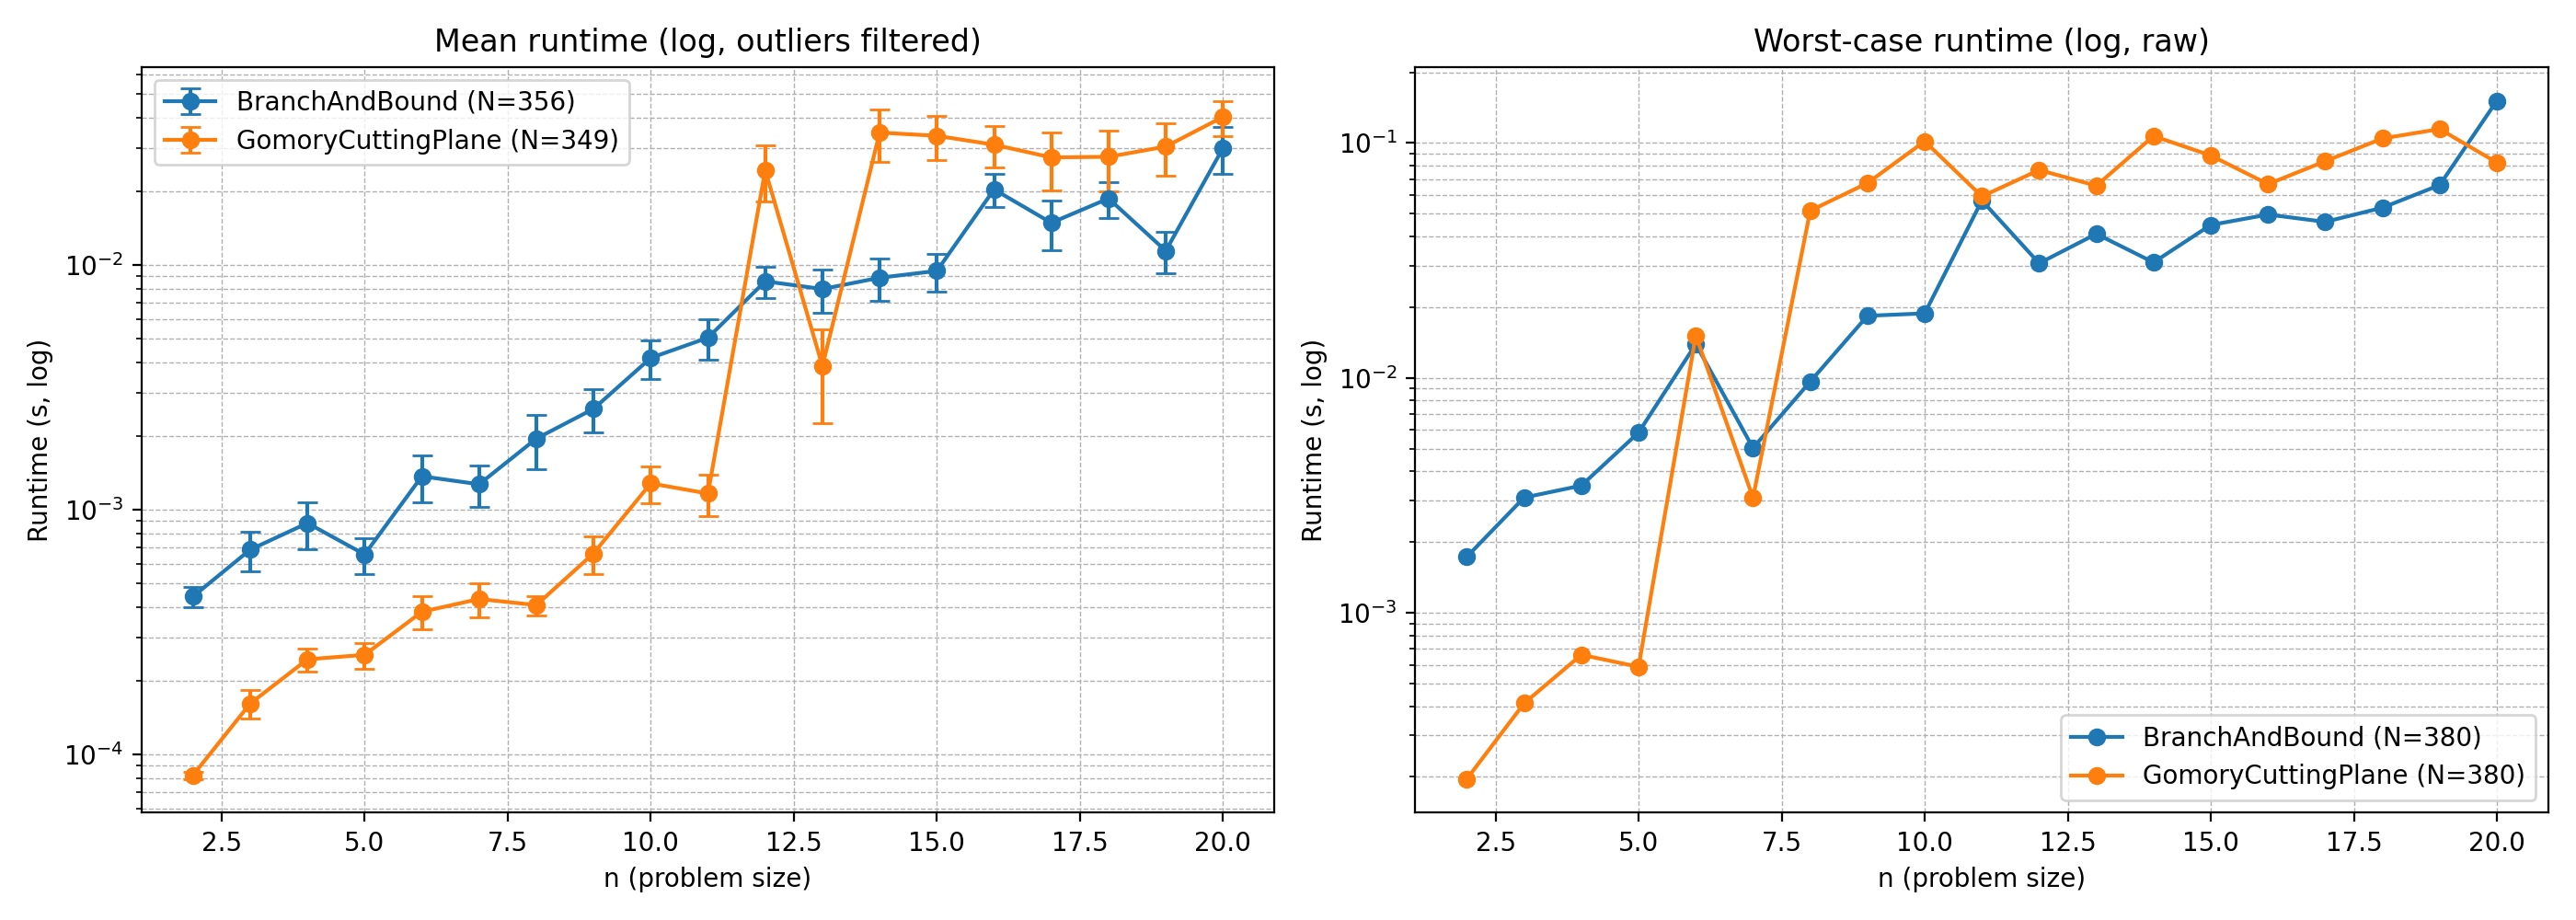 Mean runtime (log, outliers filtered)
BranchAndBound (N=356)
GomoryCuttingPlane (N=349)
Runtime (s, log)
10⁻²
10⁻³
10⁻⁴
2.5 5.0 7.5 10.0 12.5 15.0 17.5 20.0
n (problem size)
Worst-case runtime (log, raw)
Runtime (s, log)
10⁻¹
10⁻²
10⁻³
BranchAndBound (N=380)
GomoryCuttingPlane (N=380)
2.5 5.0 7.5 10.0 12.5 15.0 17.5 20.0
n (problem size)